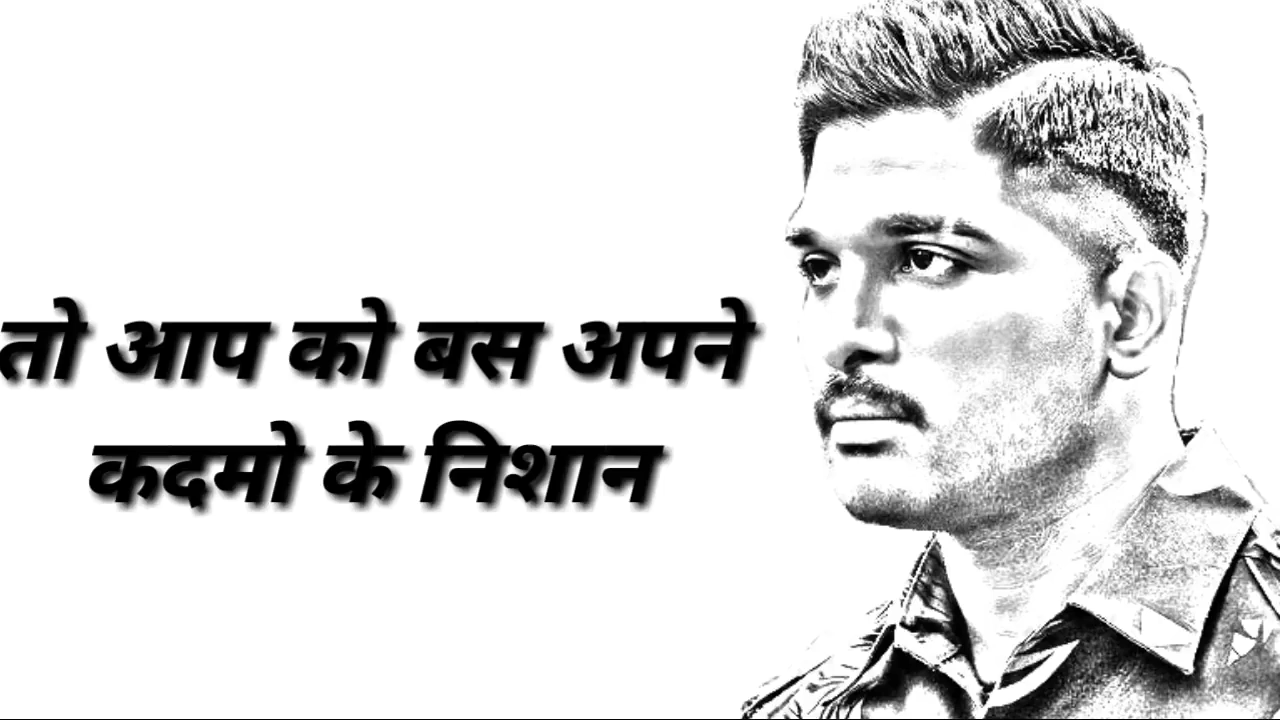 तो आप को बस अपने
कदमो के निशान